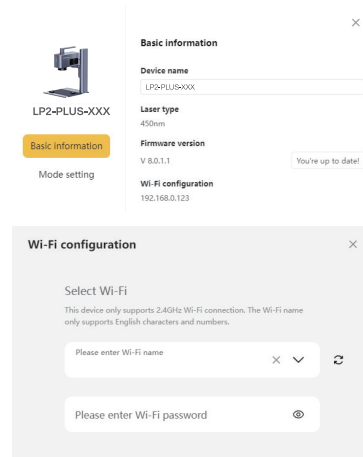 Basic information
Device name
LP2-PLUS-XXX
LP2-PLUS-XXX
Laser type
450nm
Basic information
Firmware version
V 8.0.1.1
You're up to date!
Mode setting
Wi-Fi configuration
192.168.0.123
Wi-Fi configuration
Select Wi-Fi
This device only supports 2.4GHz Wi-Fi connection. The Wi-Fi name
only supports English characters and numbers.
Please enter Wi-Fi name
Please enter Wi-Fi password